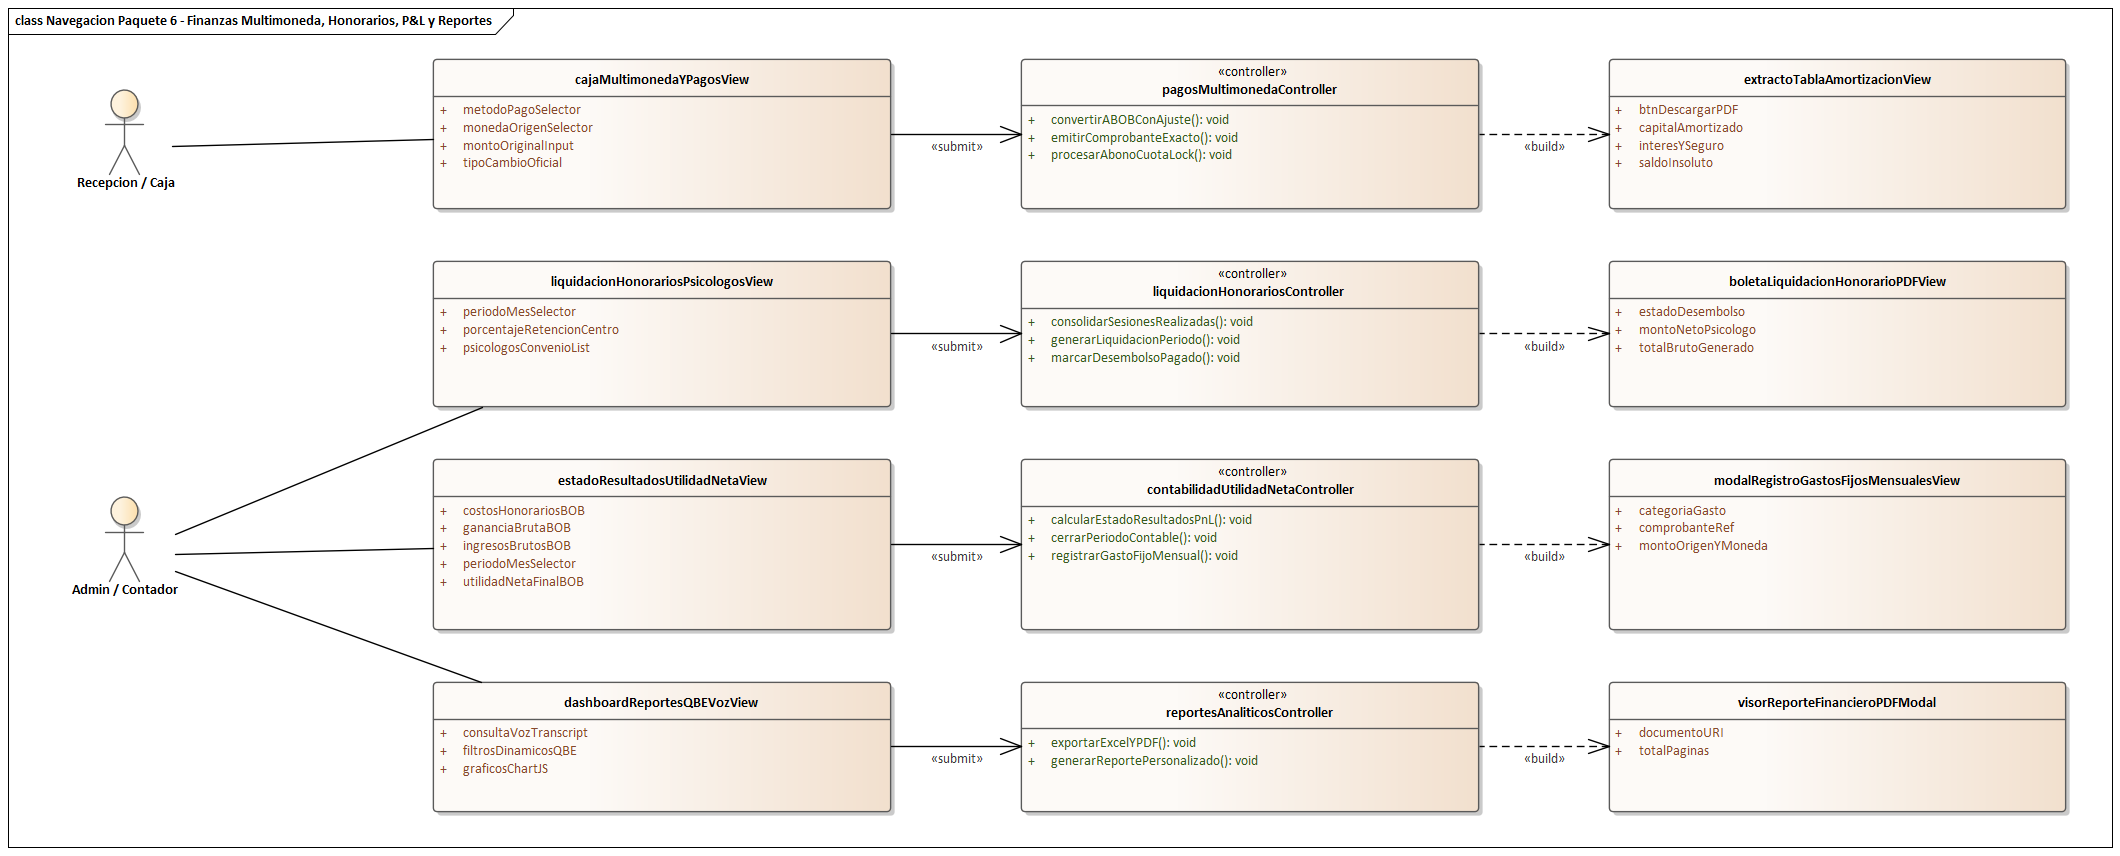 class Navegacion Paquete 6 - Finanzas Multimoneda, Honorarios, P&L y Reportes
Recepcion / Caja
cajaMultimonedaYPagosView
+ metodoPagoSelector
+ monedaOrigenSelector
+ montoOriginalInput
+ tipoCambioOficial
«submit»
«controller»
pagosMultimonedaController
+ convertirABOBConAjuste(): void
+ emitirComprobanteExacto(): void
+ procesarAbonoCuotaLock(): void
«build»
extractoTablaAmortizacionView
+ btnDescargarPDF
+ capitalAmortizado
+ interesYSeguro
+ saldoInsoluto
liquidacionHonorariosPsicologosView
+ periodoMesSelector
+ porcentajeRetencionCentro
+ psicologosConvenioList
«submit»
«controller»
liquidacionHonorariosController
+ consolidarSesionesRealizadas(): void
+ generarLiquidacionPeriodo(): void
+ marcarDesembolsoPagado(): void
«build»
boletaLiquidacionHonorarioPDFView
+ estadoDesembolso
+ montoNetoPsicologo
+ totalBrutoGenerado
Admin / Contador
estadoResultadosUtilidadNetaView
+ costosHonorariosBOB
+ gananciaBrutaBOB
+ ingresosBrutosBOB
+ periodoMesSelector
+ utilidadNetaFinalBOB
«submit»
«controller»
contabilidadUtilidadNetaController
+ calcularEstadoResultadosPnL(): void
+ cerrarPeriodoContable(): void
+ registrarGastoFijoMensual(): void
«build»
modalRegistroGastosFijosMensualesView
+ categoriaGasto
+ comprobanteRef
+ montoOrigenYMoneda
dashboardReportesQBEVozView
+ consultaVozTranscript
+ filtrosDinamicosQBE
+ graficosChartJS
«submit»
«controller»
reportesAnaliticosController
+ exportarExcelYPDF(): void
+ generarReportePersonalizado(): void
«build»
visorReporteFinancieroPDFModal
+ documentoURI
+ totalPaginas